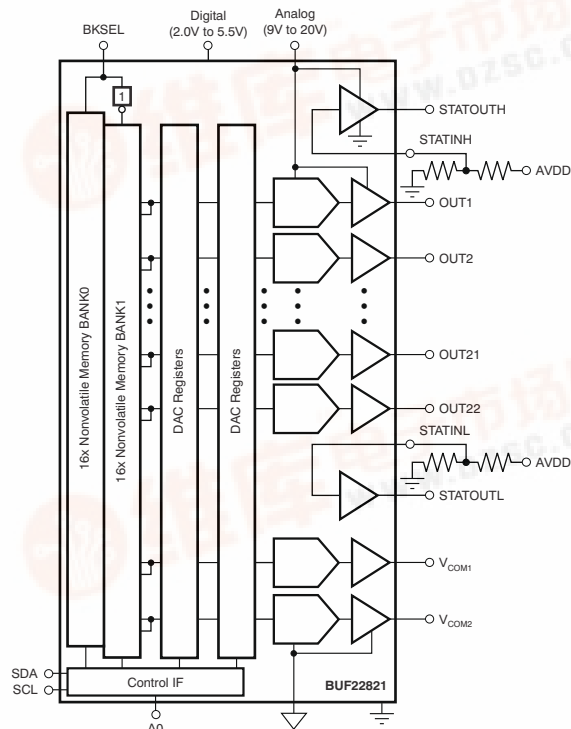 BKSEL
Digital
(2.0V to 5.5V)
Analog
(9V to 20V)
1
STATOUTH
STATINH
AVDD
OUT1
OUT2
16x Nonvolatile Memory BANK0
16x Nonvolatile Memory BANK1
DAC Registers
DAC Registers
OUT21
OUT22
STATINL
AVDD
STATOUTL
VCOM1
VCOM2
SDA
SCL
Control IF
BUF22821
A0